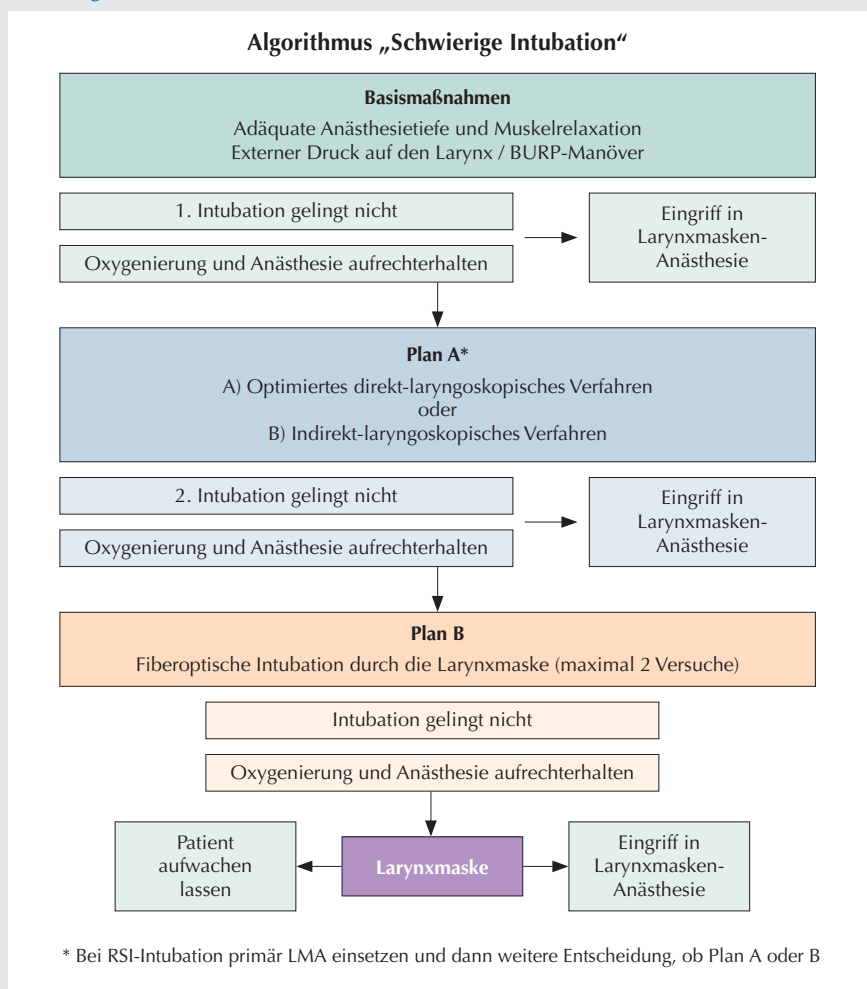 Algorithmus „Schwierige Intubation“
Basismaßnahmen
Adäquate Anästhesietiefe und Muskelrelaxation
Externer Druck auf den Larynx / BURP-Manöver
1. Intubation gelingt nicht
Oxygenierung und Anästhesie aufrechterhalten
Eingriff in
Larynxmasken-
Anästhesie
Plan A*
A) Optimiertes direkt-laryngoskopisches Verfahren
oder
B) Indirekt-laryngoskopisches Verfahren
2. Intubation gelingt nicht
Oxygenierung und Anästhesie aufrechterhalten
Eingriff in
Larynxmasken-
Anästhesie
Plan B
Fiberoptische Intubation durch die Larynxmaske (maximal 2 Versuche)
Intubation gelingt nicht
Oxygenierung und Anästhesie aufrechterhalten
Patient
aufwachen
lassen
Larynxmaske
Eingriff in
Larynxmasken-
Anästhesie
* Bei RSI-Intubation primär LMA einsetzen und dann weitere Entscheidung, ob Plan A oder B